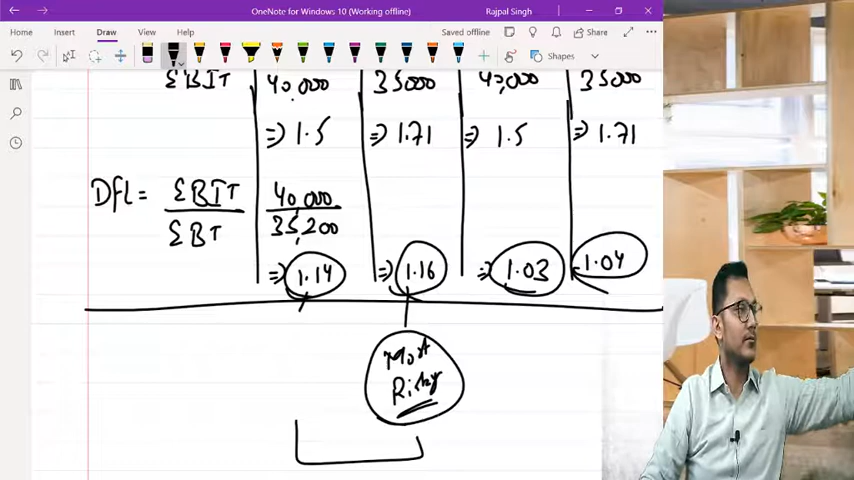 OneNote for Windows 10 (Working offline)
Rajpal Singh
Home Insert Draw View Help
Saved offline
Share
Shapes
EBIT 40,000 35000 40,000 35000
=> 1.5 => 1.71 => 1.5 => 1.71
Dfl = EBIT 40,000
EBT 35,200
=> 1.14 => 1.16 => 1.03 1.04
Most
Risky